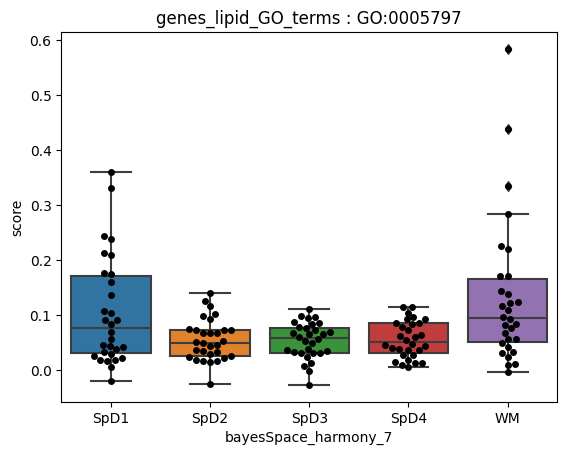 genes_lipid_GO_terms : GO:0005797
0.6
0.5
0.4
0.3
0.2
0.1
0.0
score
SpD1 SpD2 SpD3 SpD4 WM
bayesSpace_harmony_7